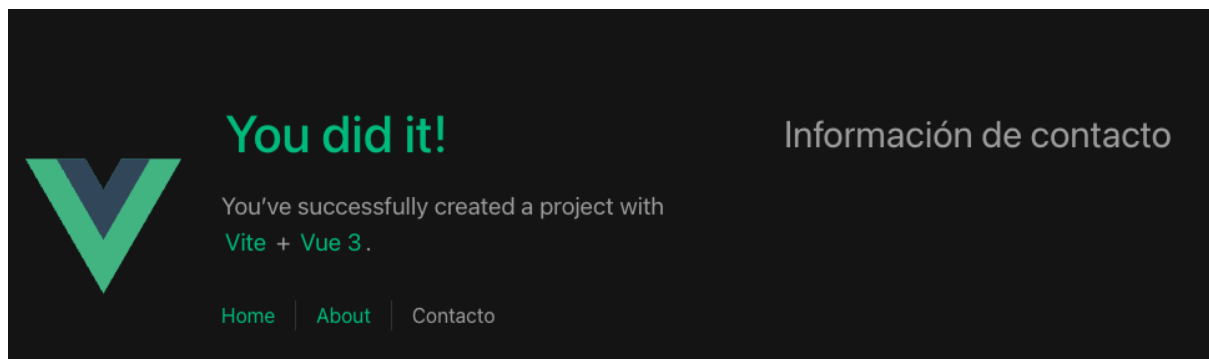 You did it!
Información de contacto
You’ve successfully created a project with
Vite + Vue 3.
Home About Contacto